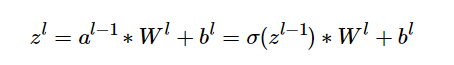 z^l = a^{l-1} * W^l + b^l = σ(z^{l-1}) * W^l + b^l